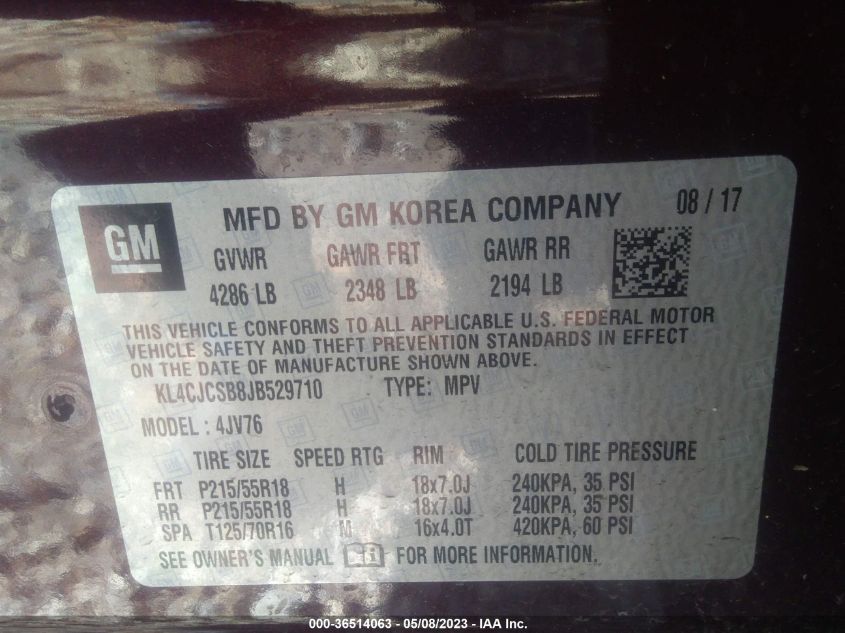 GM
MFD BY GM KOREA COMPANY 08 / 17
GVWR GAWR FRT GAWR RR
4286 LB 2348 LB 2194 LB
THIS VEHICLE CONFORMS TO ALL APPLICABLE U.S. FEDERAL MOTOR
VEHICLE SAFETY AND THEFT PREVENTION STANDARDS IN EFFECT
ON THE DATE OF MANUFACTURE SHOWN ABOVE.
KL4CJCSB8JB529710 TYPE: MPV
MODEL : 4JV76
TIRE SIZE SPEED RTG RIM COLD TIRE PRESSURE
FRT P215/55R18 H 18x7.0J 240KPA, 35 PSI
RR P215/55R18 H 18x7.0J 240KPA, 35 PSI
SPA T125/70R16 M 16x4.0T 420KPA, 60 PSI
SEE OWNER'S MANUAL FOR MORE INFORMATION.
000-36514063 - 05/08/2023 - IAA Inc.